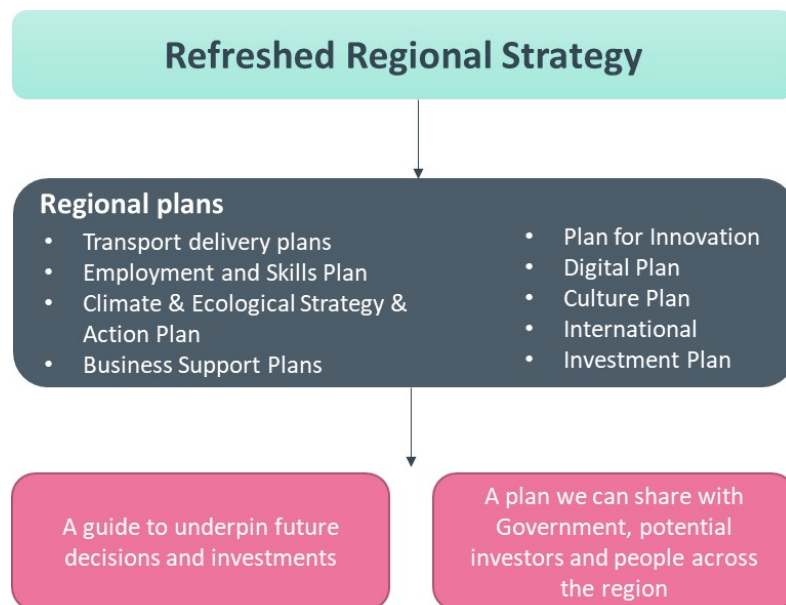 Refreshed Regional Strategy
Regional plans
• Transport delivery plans
• Employment and Skills Plan
• Climate & Ecological Strategy &
Action Plan
• Business Support Plans
• Plan for Innovation
• Digital Plan
• Culture Plan
• International
• Investment Plan
A guide to underpin future
decisions and investments
A plan we can share with
Government, potential
investors and people across
the region